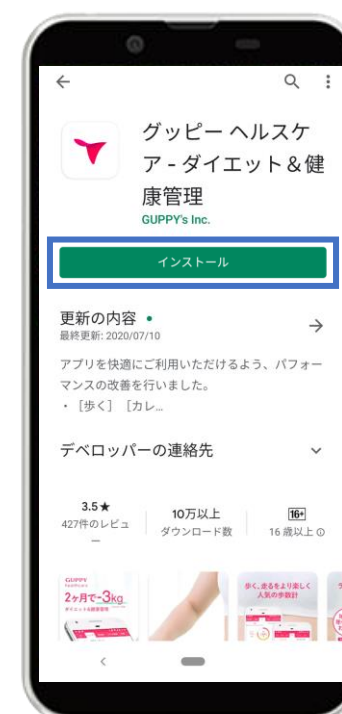 グッピー ヘルスケ
ア - ダイエット＆健
康管理
GUPPY's Inc.
インストール
更新の内容 •
最終更新: 2020/07/10
アプリを快適にご利用いただけるよう、パフォー
マンスの改善を行いました。
・［歩く］［カレ...
デベロッパーの連絡先
3.5★
427件のレビュ
ー
10万以上
ダウンロード数
16+
16 歳以上
GUPPY
2ヶ月で-3kg
歩く、走るをより楽しく
人気の歩数計